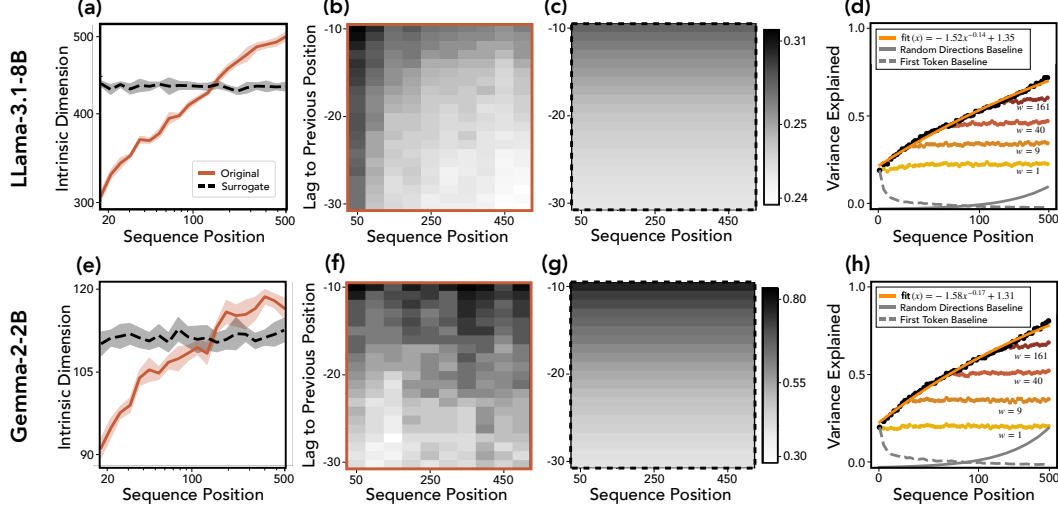 (a)
(b)
(c)
(d)
LLama-3.1-8B
Intrinsic Dimension
500
400
300
Original
Surrogate
20
100
500
Sequence Position
Lag to Previous Position
-10
-20
-30
50
250
450
Sequence Position
50
250
450
Sequence Position
0.31
0.25
0.24
Variance Explained
1.0
0.5
0.0
fit(x) = − 1.52x^−0.14 + 1.35
Random Directions Baseline
First Token Baseline
w = 161
w = 40
w = 9
w = 1
0
100
500
Sequence Position
(e)
(f)
(g)
(h)
Gemma-2-2B
Intrinsic Dimension
120
105
90
20
100
500
Sequence Position
Lag to Previous Position
-10
-20
-30
50
250
450
Sequence Position
-10
-20
-30
50
250
450
Sequence Position
0.80
0.55
0.30
Variance Explained
1.0
0.5
0.0
fit(x) = − 1.58x^−0.17 + 1.31
Random Directions Baseline
First Token Baseline
w = 161
w = 40
w = 9
w = 1
0
100
500
Sequence Position